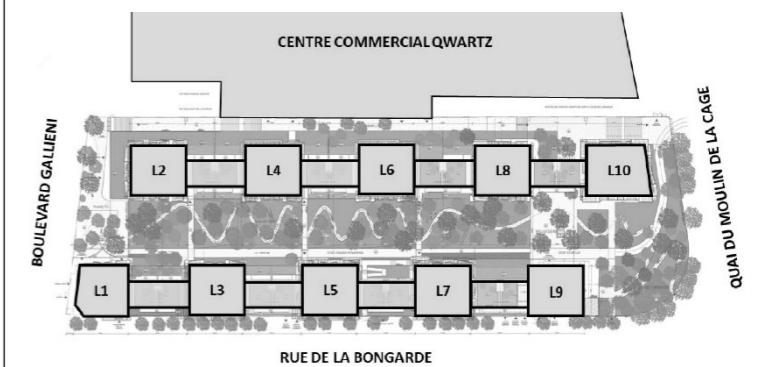 CENTRE COMMERCIAL QWARTZ
BOULEVARD GALLIENI
QUAI DU MOULIN DE LA CAGE
L2 L4 L6 L8 L10
L1 L3 L5 L7 L9
RUE DE LA BONGARDE